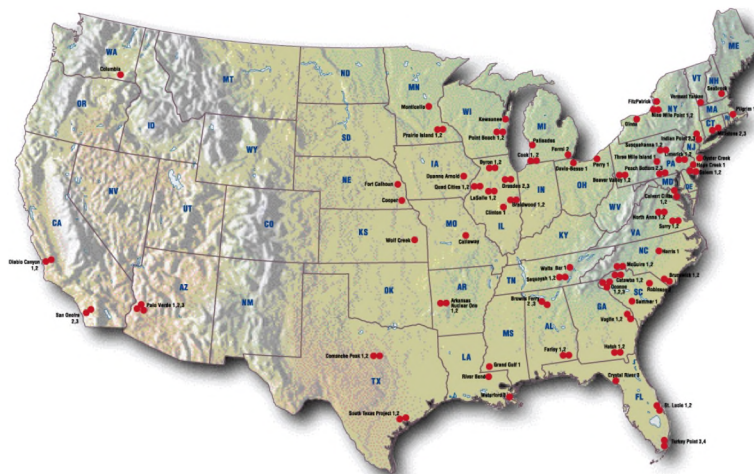 WA
Columbia
OR
ID
MT
WY
NV
UT
CO
CA
Diablo Canyon
1,2
San Onofre
2,3
AZ
Palo Verde 1,2,3
NM
ND
SD
NE
KS
OK
TX
Fort Calhoun
Cooper
Wolf Creek
Comanche Peak 1,2
South Texas Project 1,2
MN
Monticello
Prairie Island 1,2
IA
Duane Arnold
Quad Cities 1,2
MO
Callaway
AR
Arkansas
Nuclear One
1,2
LA
River Bend
Waterford 3
WI
Kewaunee
Point Beach 1,2
IL
Byron 1,2
Dresden 2,3
LaSalle 1,2
Braidwood 1,2
Clinton 1
MI
Palisades
Cook 1,2
Fermi 2
IN
OH
Davis-Besse 1
Perry 1
KY
TN
Watts Bar 1
Sequoyah 1,2
MS
Grand Gulf 1
AL
Browns Ferry
Farley 1,2
GA
Hatch 1,2
Vogtle 1,2
FL
Crystal River 3
St. Lucie 1,2
Turkey Point 3,4
SC
Oconee
1,2,3
Catawba 1,2
Robinson
Summer 1
NC
McGuire 1,2
Harris 1
Brunswick 1,2
VA
North Anna 1,2
Surry 1,2
WV
MD
Calvert Cliffs
1,2
DE
PA
Beaver Valley 1,2
Susquehanna 1,2
Three Mile Island 1
Peach Bottom 2,3
Limerick 1,2
NJ
Oyster Creek
Hope Creek 1
Salem 1,2
NY
FitzPatrick
Nine Mile Point 1,2
Ginna
Indian Point 2,3
CT
Millstone 2,3
MA
Pilgrim 1
VT
Vermont Yankee
NH
Seabrook
ME